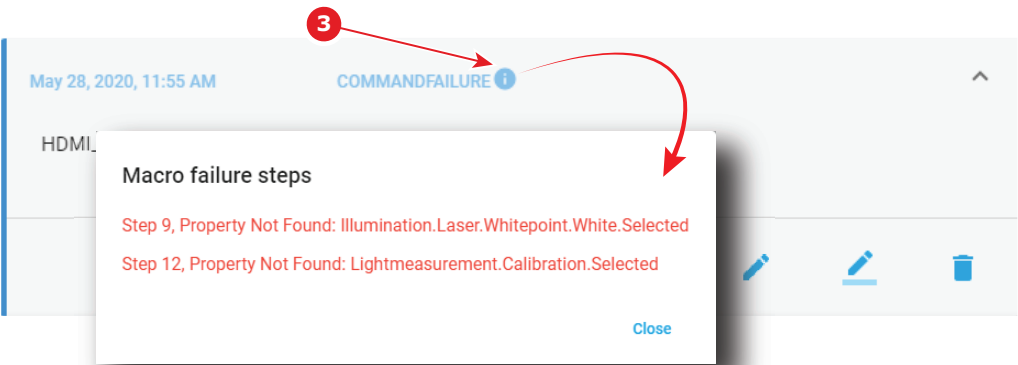 3
May 28, 2020, 11:55 AM COMMANDFAILURE i
HDMI_
Macro failure steps
Step 9, Property Not Found: Illumination.Laser.Whitepoint.White.Selected
Step 12, Property Not Found: Lightmeasurement.Calibration.Selected
Close